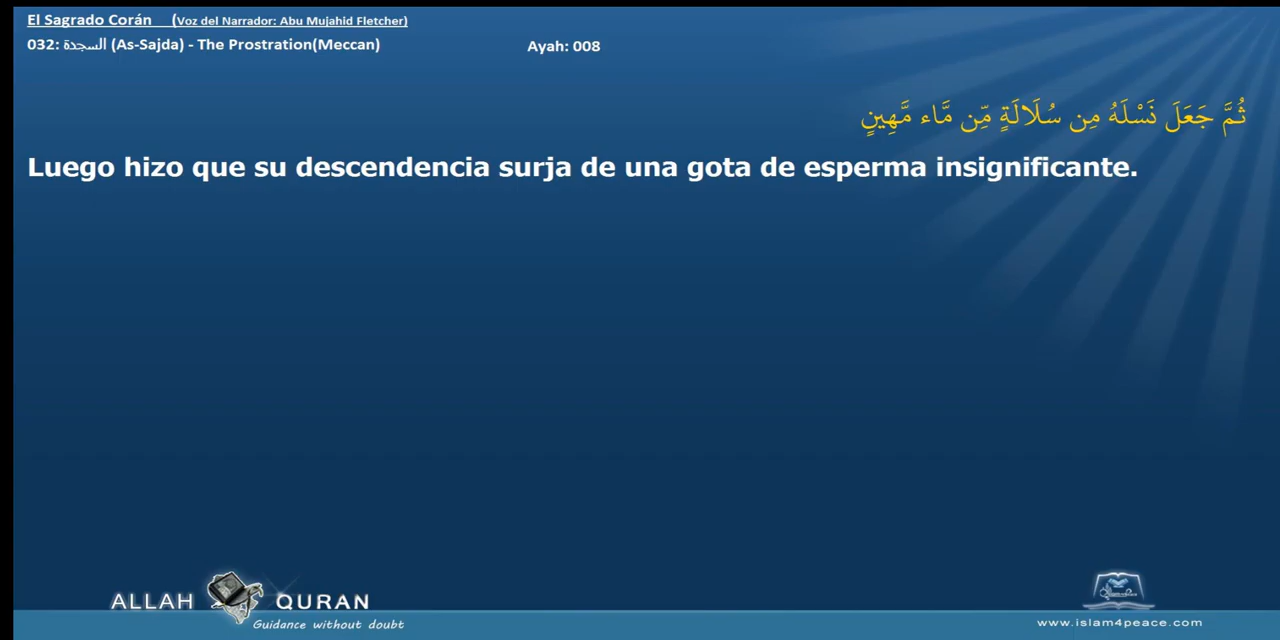 El Sagrado Corán (Voz del Narrador: Abu Mujahid Fletcher)
032: السجدة (As-Sajda) - The Prostration(Meccan) Ayah: 008
ثُمَّ جَعَلَ نَسْلَهُ مِن سُلَالَةٍ مِّن مَّاء مَّهِينٍ
Luego hizo que su descendencia surja de una gota de esperma insignificante.
ALLAH QURAN
Guidance without doubt
www.islam4peace.com